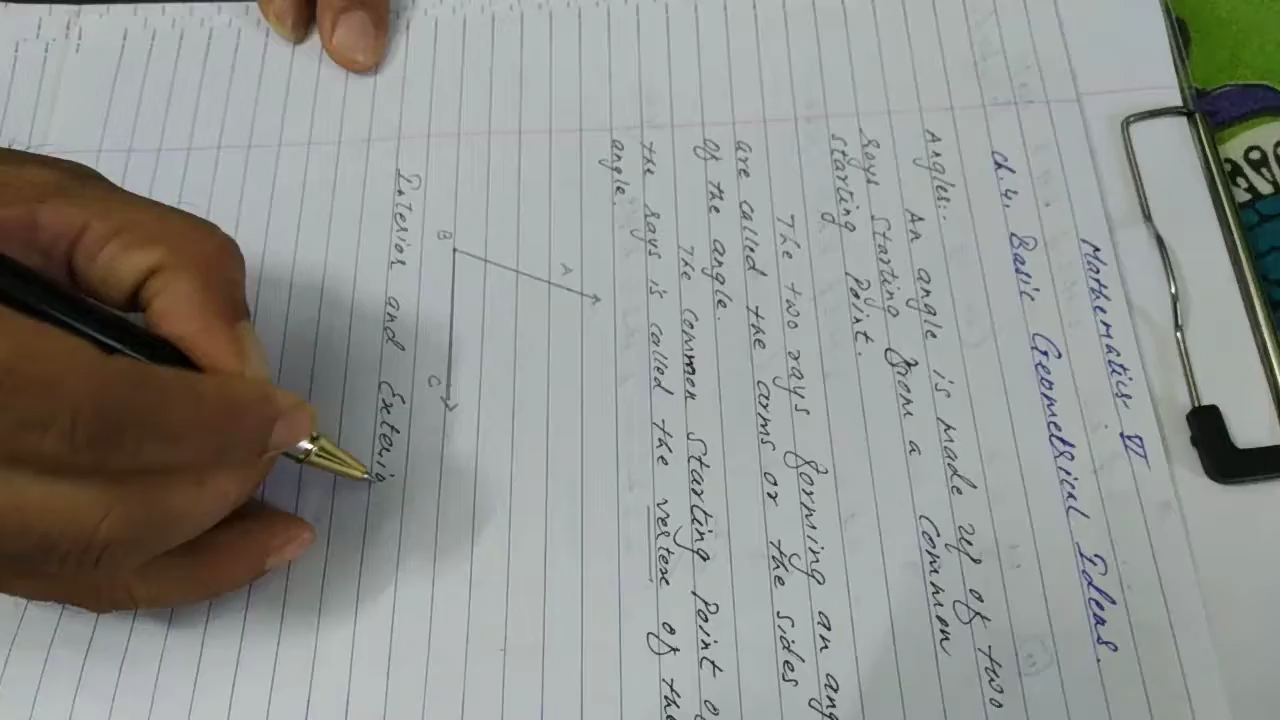 Mathematics VI
Ch.4. Basic Geometrical Ideas.
Angles:- An angle is made up of two
rays starting from a common
starting point.
The two rays forming an ang
are called the arms or the sides
of the angle.
The common starting point o
the rays is called the vertex of the
angle.
A
B
C
Interior and Exterio